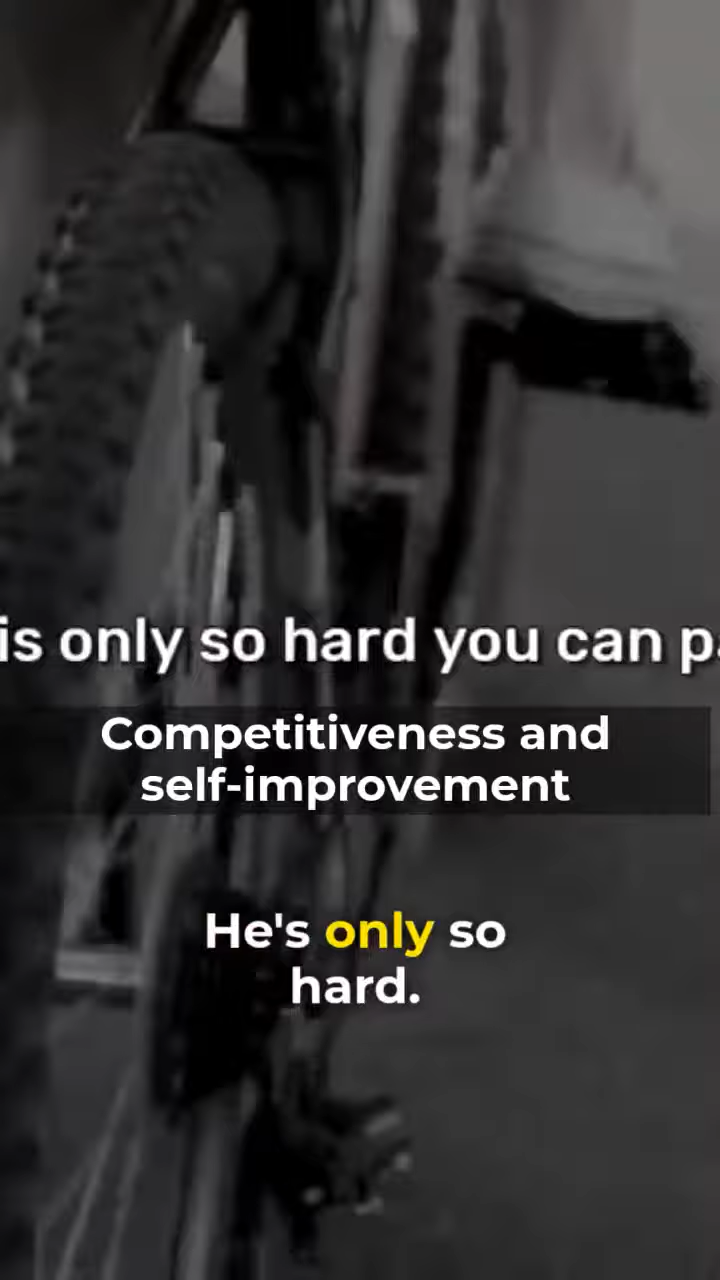 is only so hard you can
Competitiveness and
self-improvement
He's only so
hard.